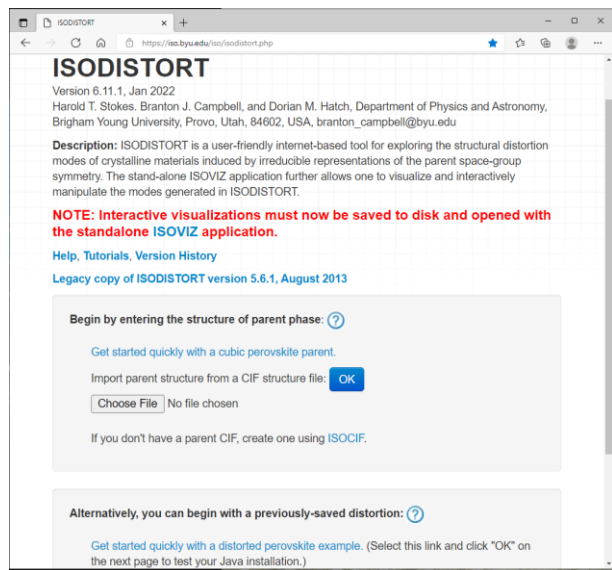 ISODISTORT
https://iso.byu.edu/iso/isodistort.php
ISODISTORT
Version 6.11.1, Jan 2022
Harold T. Stokes. Branton J. Campbell, and Dorian M. Hatch, Department of Physics and Astronomy,
Brigham Young University, Provo, Utah, 84602, USA, branton_campbell@byu.edu
Description: ISODISTORT is a user-friendly internet-based tool for exploring the structural distortion
modes of crystalline materials induced by irreducible representations of the parent space-group
symmetry. The stand-alone ISOVIZ application further allows one to visualize and interactively
manipulate the modes generated in ISODISTORT.
NOTE: Interactive visualizations must now be saved to disk and opened with
the standalone ISOVIZ application.
Help, Tutorials, Version History
Legacy copy of ISODISTORT version 5.6.1, August 2013
Begin by entering the structure of parent phase: ?
Get started quickly with a cubic perovskite parent.
Import parent structure from a CIF structure file: OK
Choose File No file chosen
If you don't have a parent CIF, create one using ISOCIF.
Alternatively, you can begin with a previously-saved distortion: ?
Get started quickly with a distorted perovskite example. (Select this link and click "OK" on
the next page to test your Java installation.)